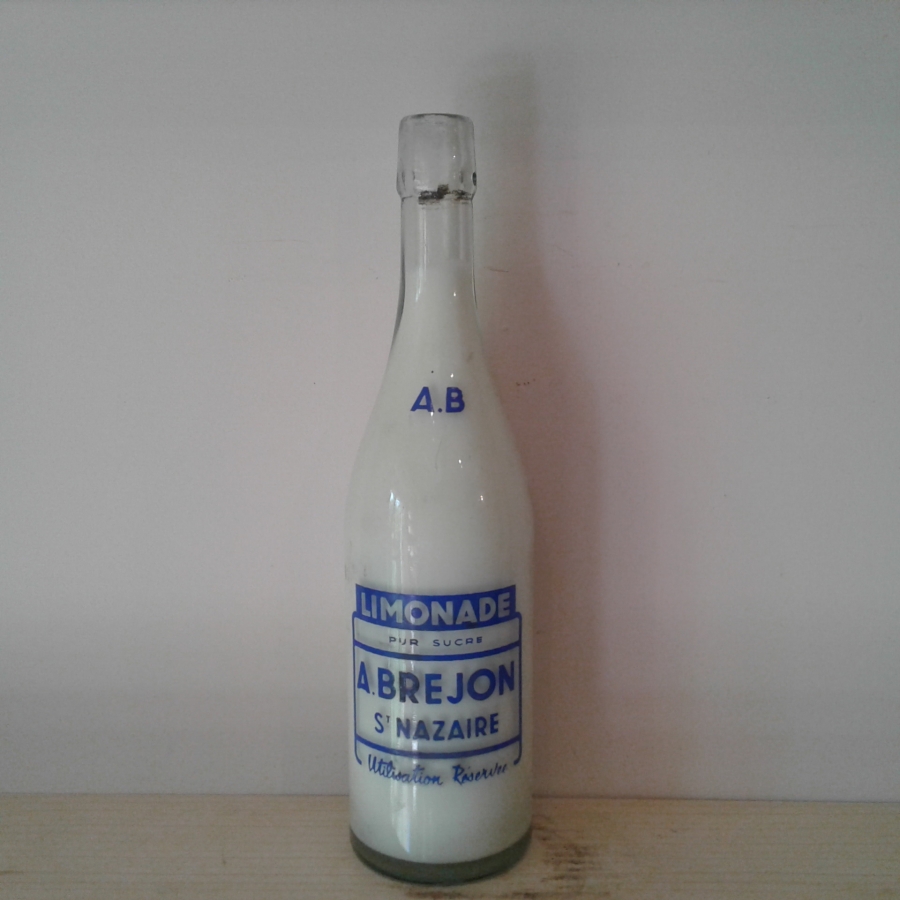 A.B
LIMONADE
PUR SUCRE
A.BREJON
ST NAZAIRE
Utilisation Réservée